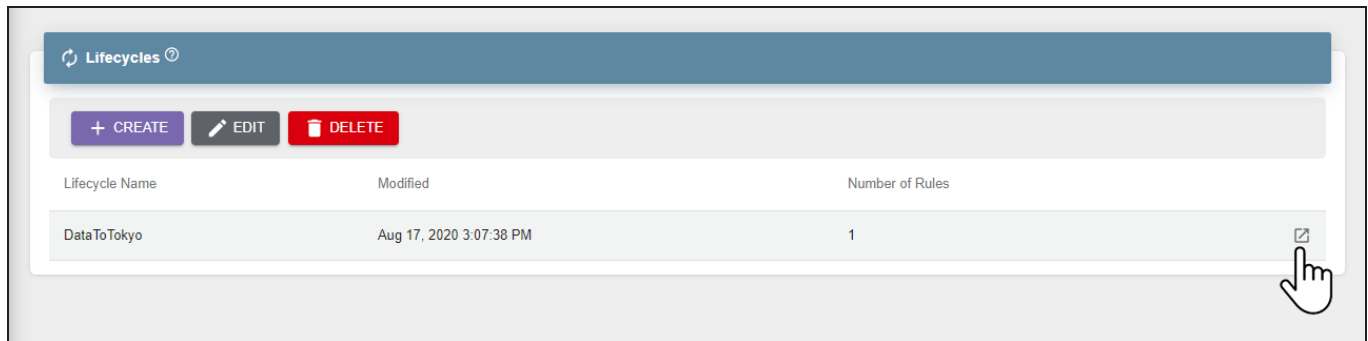 Lifecycles ?
+ CREATE EDIT DELETE
Lifecycle Name Modified Number of Rules
DataToTokyo Aug 17, 2020 3:07:38 PM 1